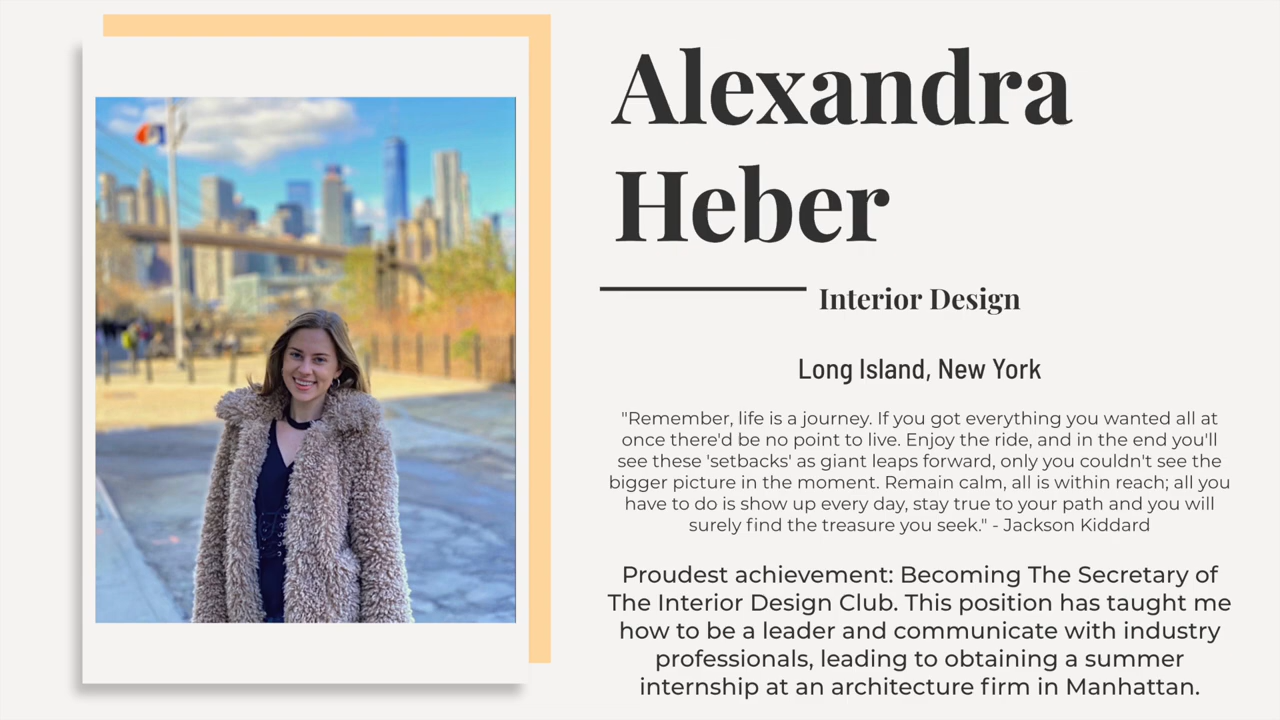 Alexandra
Heber
Interior Design
Long Island, New York
"Remember, life is a journey. If you got everything you wanted all at
once there'd be no point to live. Enjoy the ride, and in the end you'll
see these 'setbacks' as giant leaps forward, only you couldn't see the
bigger picture in the moment. Remain calm, all is within reach; all you
have to do is show up every day, stay true to your path and you will
surely find the treasure you seek." - Jackson Kiddard
Proudest achievement: Becoming The Secretary of
The Interior Design Club. This position has taught me
how to be a leader and communicate with industry
professionals, leading to obtaining a summer
internship at an architecture firm in Manhattan.